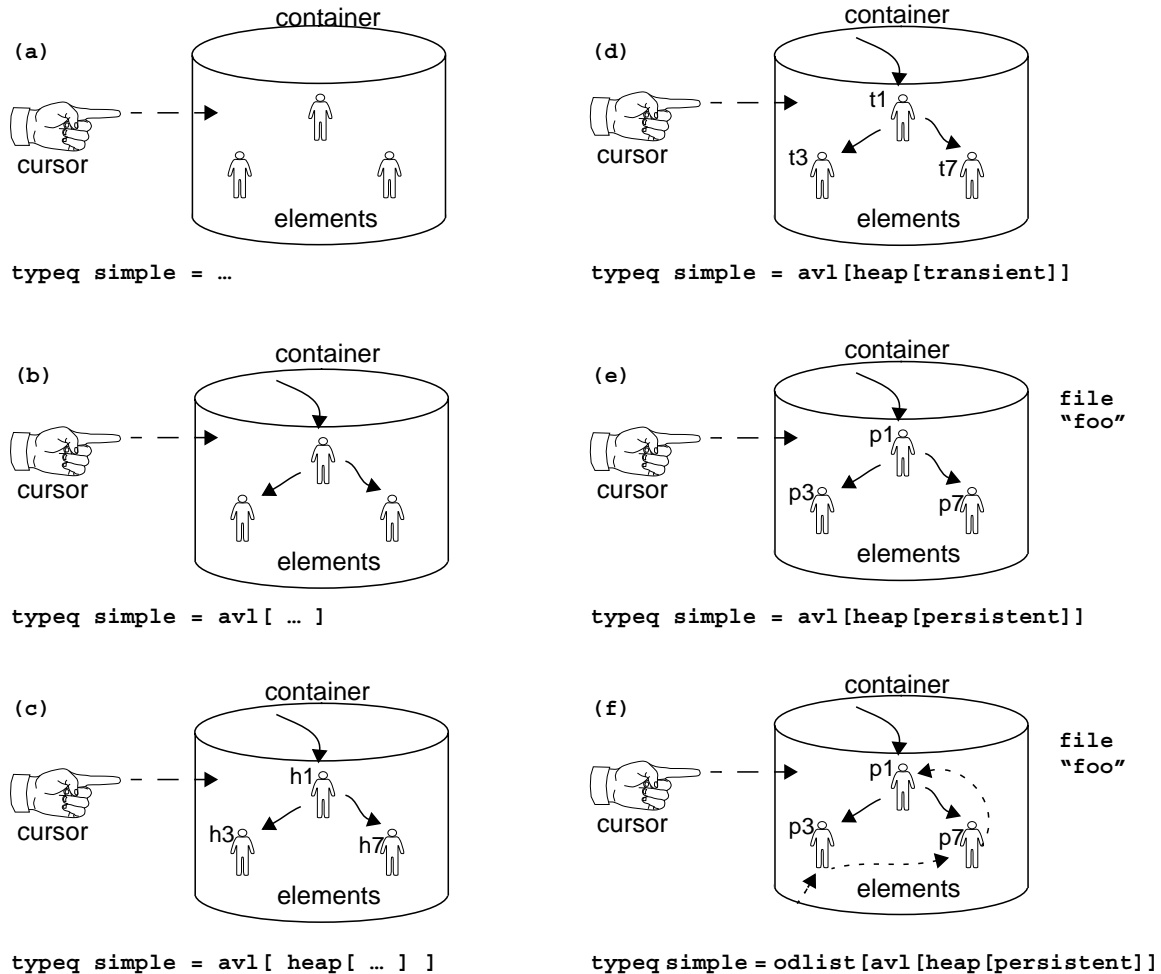 container
(a)
cursor
elements
typeq simple = …
container
(b)
cursor
elements
typeq simple = avl[ … ]
container
(c)
h1
cursor
h3
h7
elements
typeq simple = avl[ heap[ … ] ]
container
(d)
t1
cursor
t3
t7
elements
typeq simple = avl[heap[transient]]
container
(e)
file
“foo”
p1
cursor
p3
p7
elements
typeq simple = avl[heap[persistent]]
container
(f)
file
“foo”
p1
cursor
p3
p7
elements
typeq simple = odlist[avl[heap[persistent]]